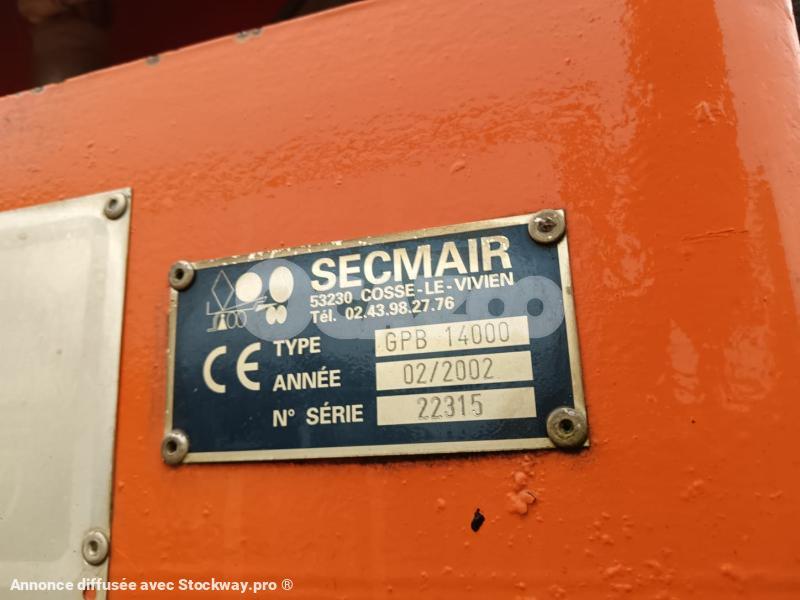 SECMAIR
53230 COSSE-LE-VIVIEN
Tél. 02.43.98.27.76
CE
TYPE GPB 14000
ANNÉE 02/2002
N° SÉRIE 22315
Annonce diffusée avec Stockway.pro ®